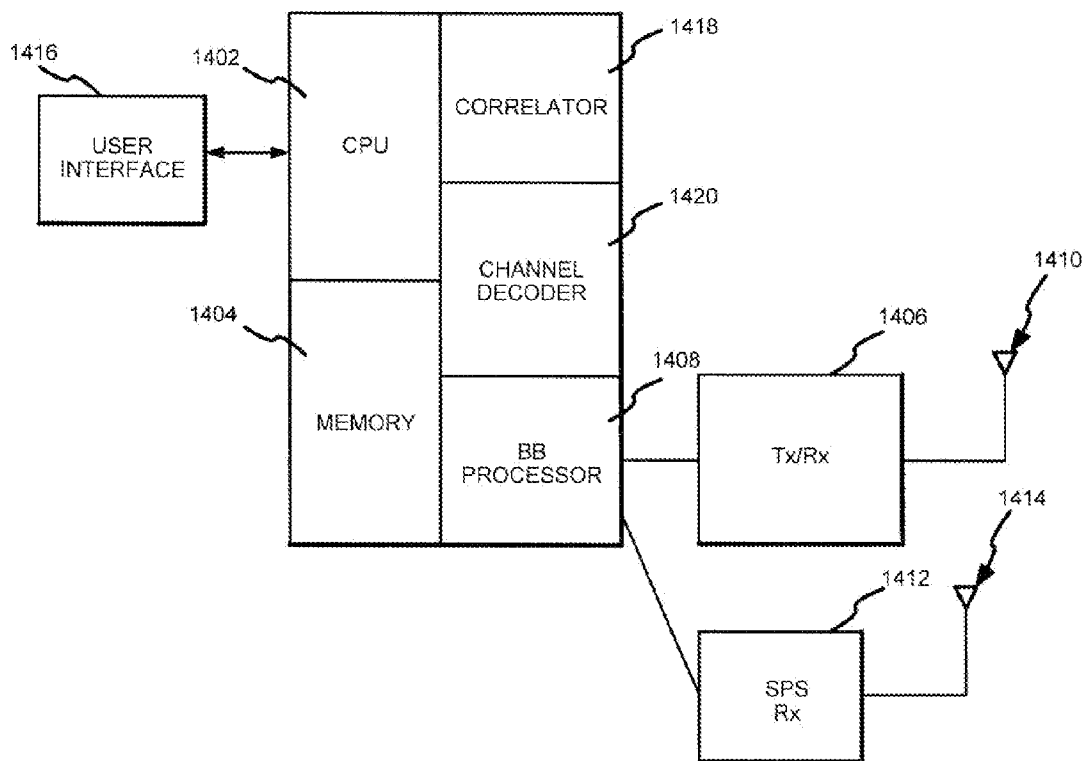 1416
USER
INTERFACE
1402
CPU
1418
CORRELATOR
1420
CHANNEL
DECODER
1404
MEMORY
1408
BB
PROCESSOR
1406
Tx/Rx
1410
1412
SPS
Rx
1414